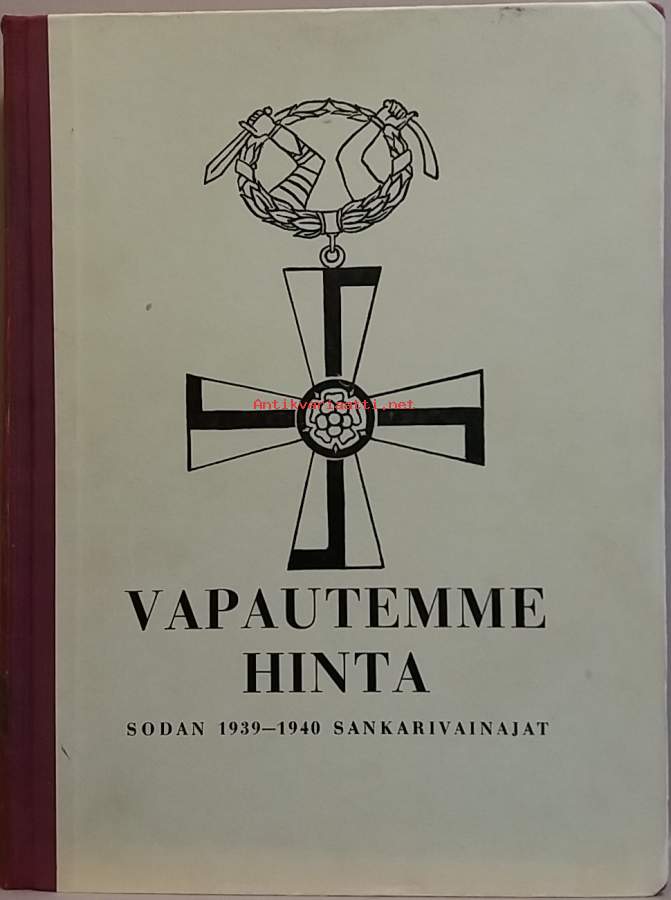 Antikvariaatti.net
VAPAUTEMME
HINTA
SODAN 1939—1940 SANKARIVAINAJAT